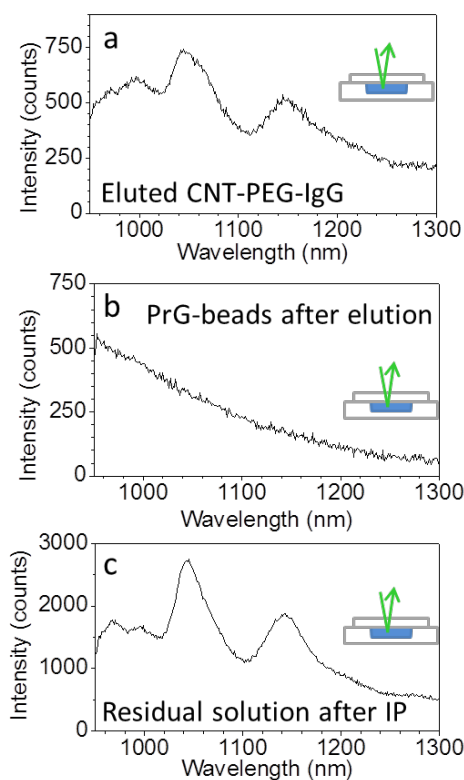 a
750
500
250
0
Intensity (counts)
Eluted CNT-PEG-IgG
1000 1100 1200 1300
Wavelength (nm)
b
PrG-beads after elution
750
500
250
0
Intensity (counts)
1000 1100 1200 1300
Wavelength (nm)
c
3000
2000
1000
0
Intensity (counts)
Residual solution after IP
1000 1100 1200 1300
Wavelength (nm)